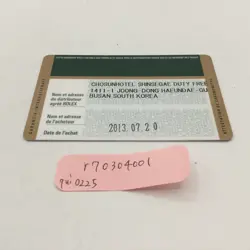 CHOSUNHOTEL SHINSEGAE DUTY FREE
1411-1 JOONG-DONG HAEUNDAE-GU
BUSAN SOUTH KOREA
Nom et adresse
du distributeur
agréé ROLEX
Nom et adresse
de l'acheteur
Date de l'achat
2013.07.20
r70304001
0225